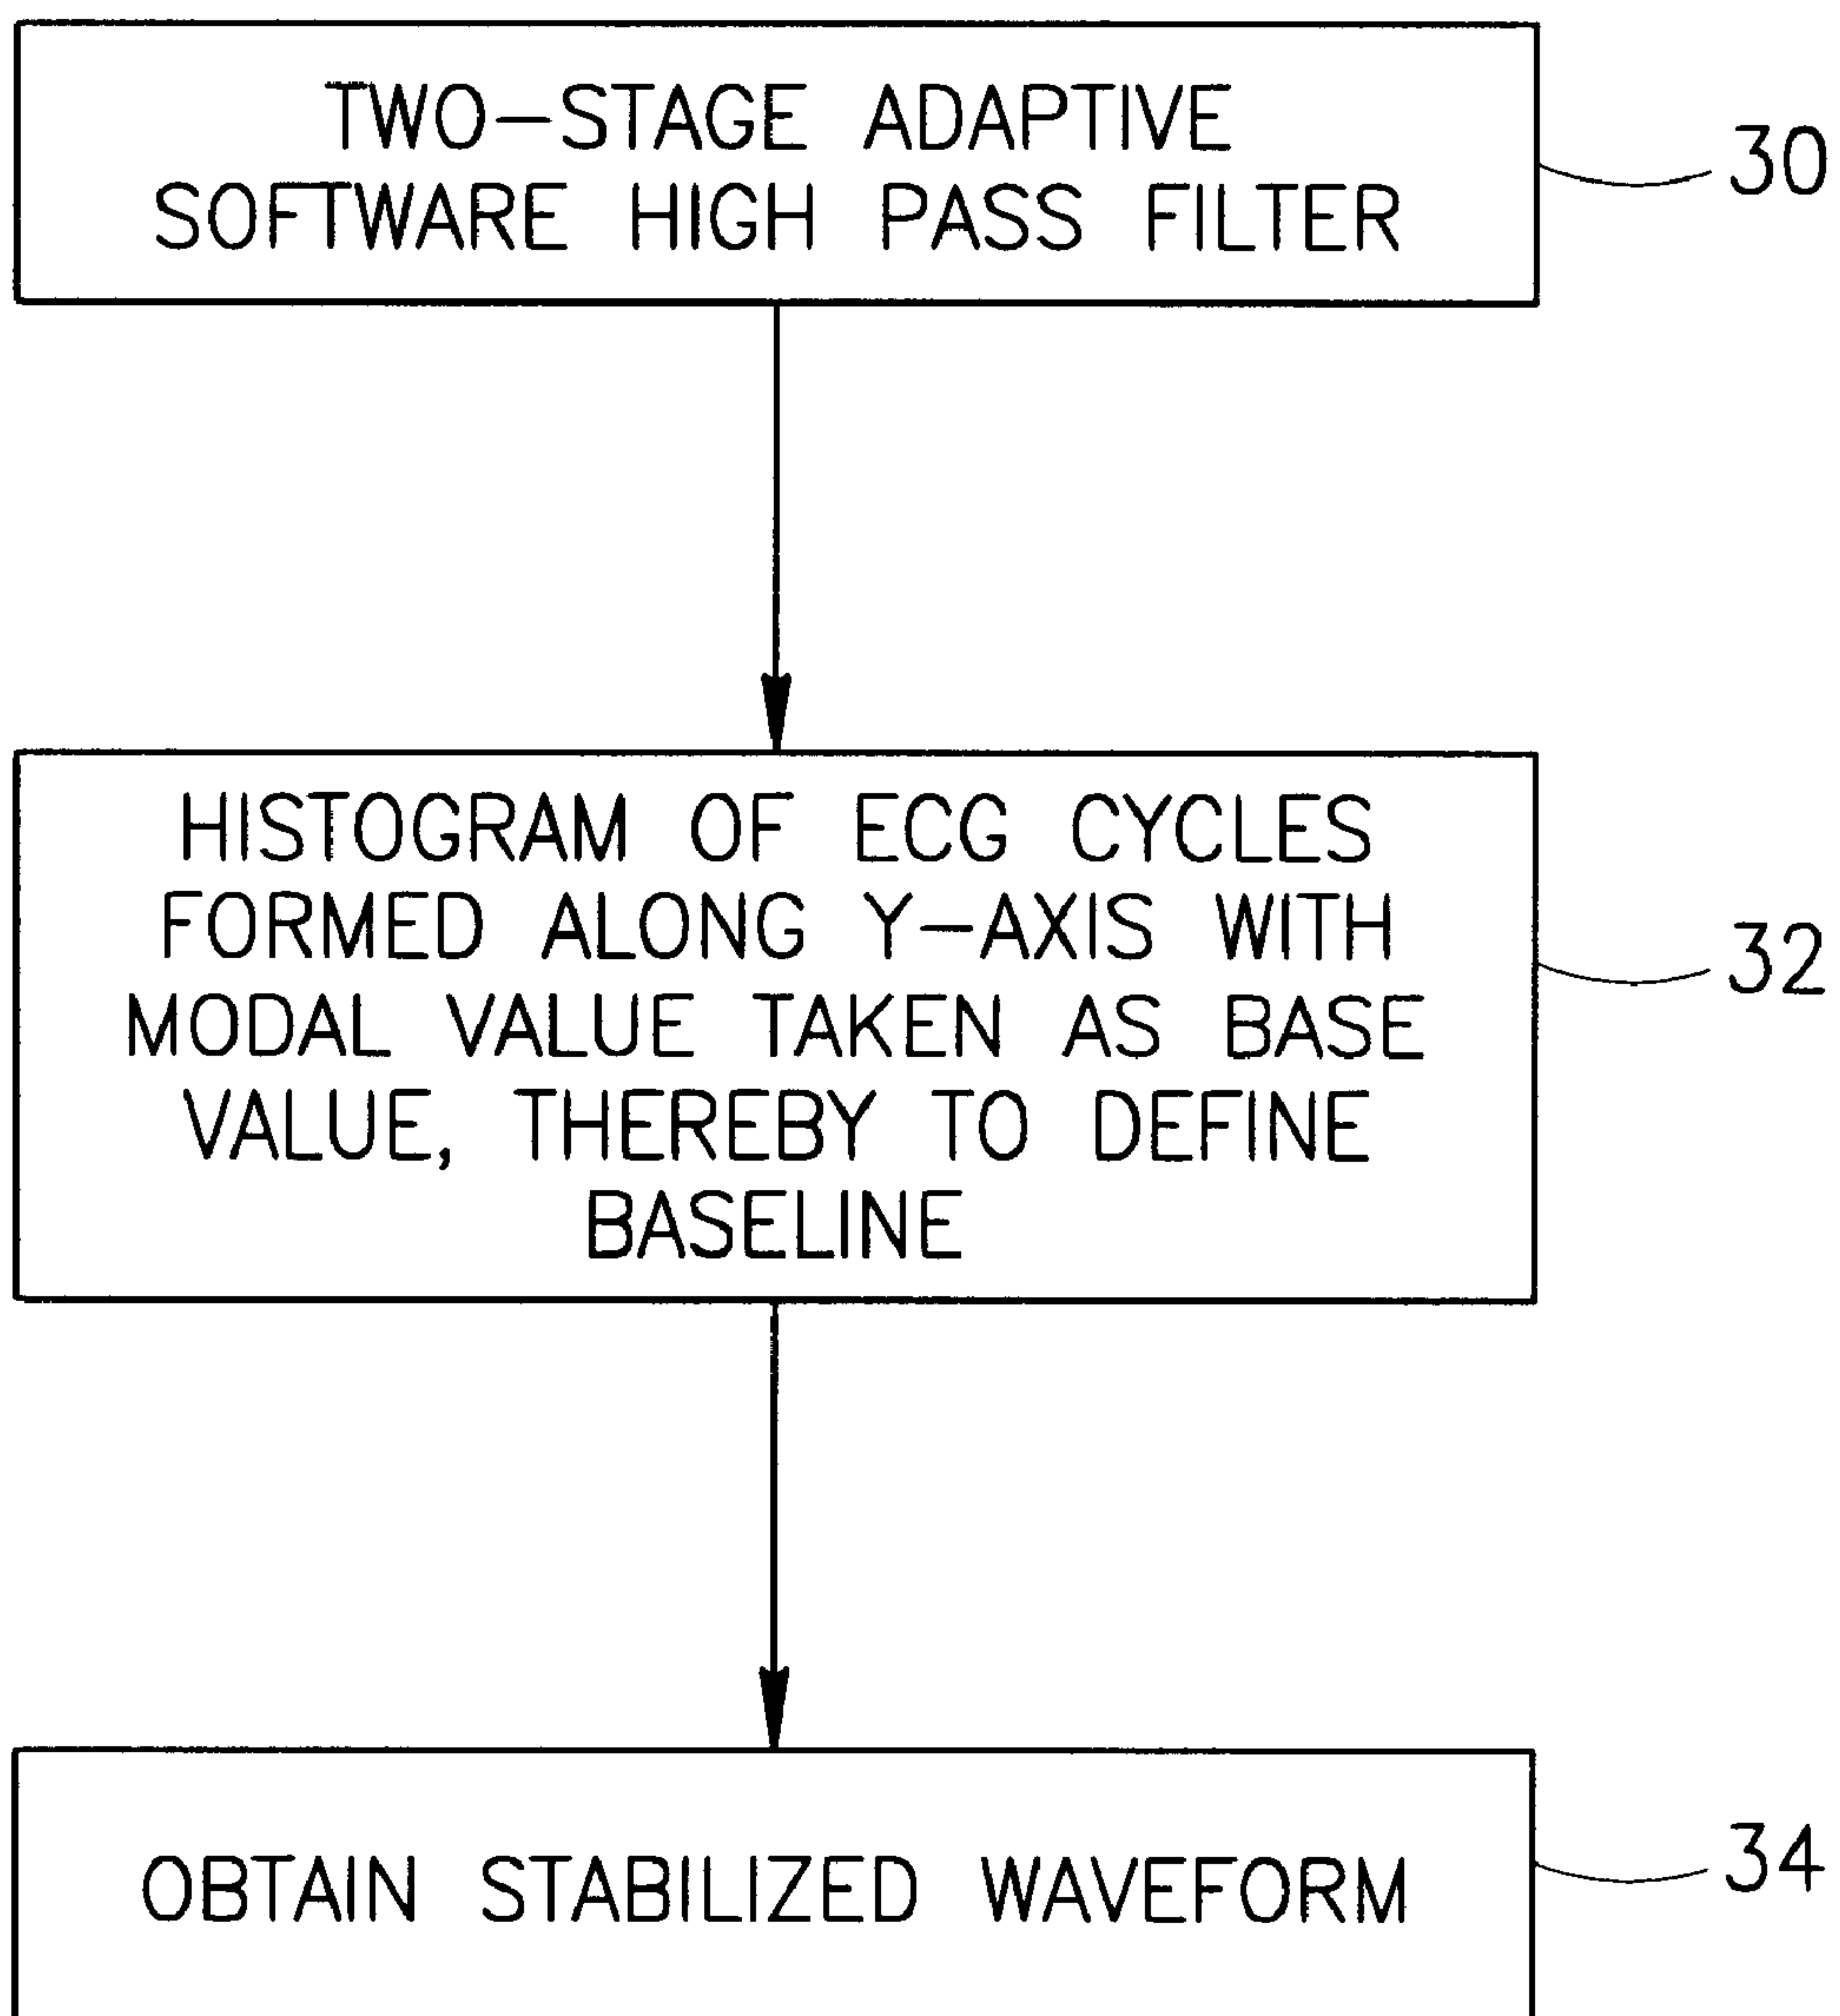 TWO-STAGE ADAPTIVE
SOFTWARE HIGH PASS FILTER
30
HISTOGRAM OF ECG CYCLES
FORMED ALONG Y-AXIS WITH
MODAL VALUE TAKEN AS BASE
VALUE, THEREBY TO DEFINE
BASELINE
32
OBTAIN STABILIZED WAVEFORM
34